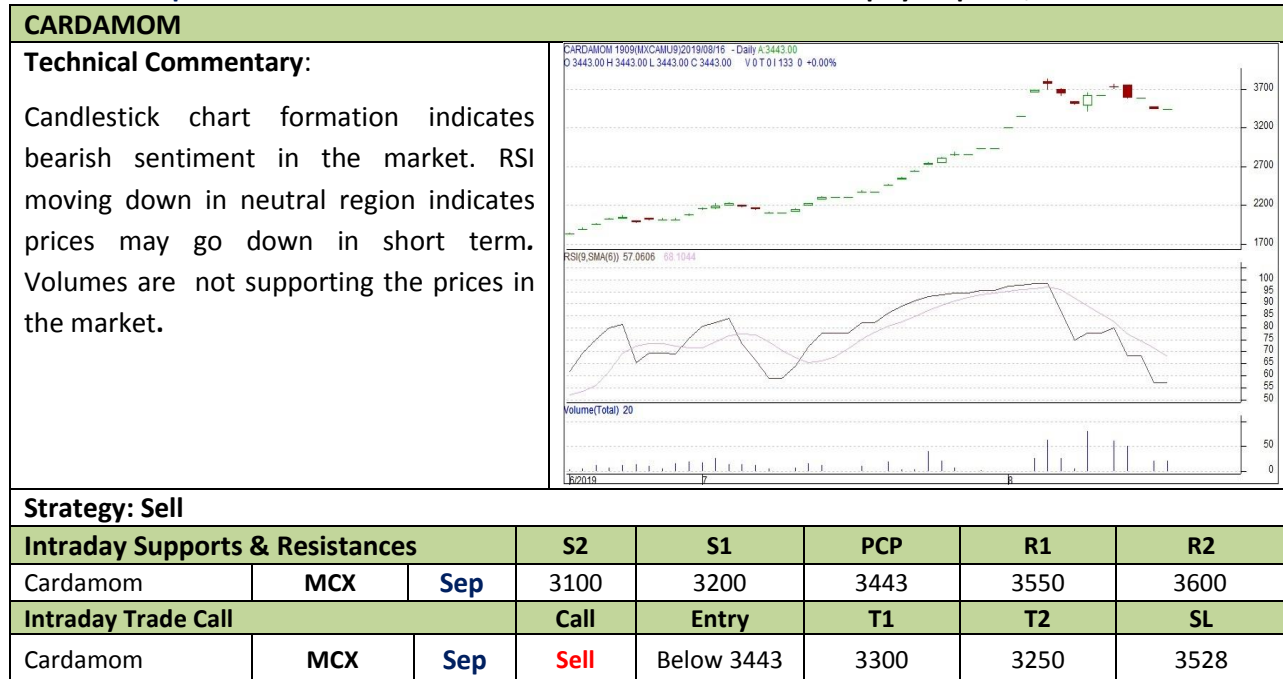 CARDAMOM
Technical Commentary:
Candlestick chart formation indicates
bearish sentiment in the market. RSI
moving down in neutral region indicates
prices may go down in short term.
Volumes are not supporting the prices in
the market.
CARDAMOM 1909(MXCAMU9)2019/08/16 - Daily A:3443.00
O 3443.00 H 3443.00 L 3443.00 C 3443.00 V 0 T 0 I 133 0 +0.00%
3700
3200
2700
2200
1700
RSI(9,SMA(6)) 57.0606 68.1044
100
95
90
85
80
75
70
65
60
55
50
Volume(Total) 20
50
0
6/2019 7 8
Strategy: Sell
Intraday Supports & Resistances S2 S1 PCP R1 R2
Cardamom MCX Sep 3100 3200 3443 3550 3600
Intraday Trade Call Call Entry T1 T2 SL
Cardamom MCX Sep Sell Below 3443 3300 3250 3528